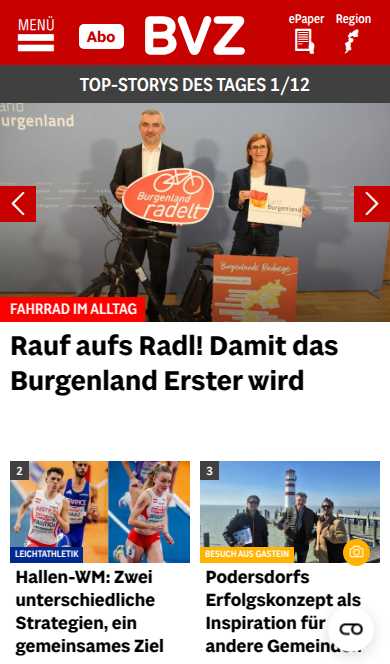 MENÜ
Abo
BVZ
ePaper
Region
TOP-STORYS DES TAGES 1/12
and
urgenland
Burgenland
radelt
Burgenland
Burgenlands Radwege
FAHRRAD IM ALLTAG
Rauf aufs Radl! Damit das
Burgenland Erster wird
2
LEICHTATHLETIK
Hallen-WM: Zwei
unterschiedliche
Strategien, ein
gemeinsames Ziel
3
BESUCH AUS GASTEIN
Podersdorfs
Erfolgskonzept als
Inspiration für
andere Gemeinden